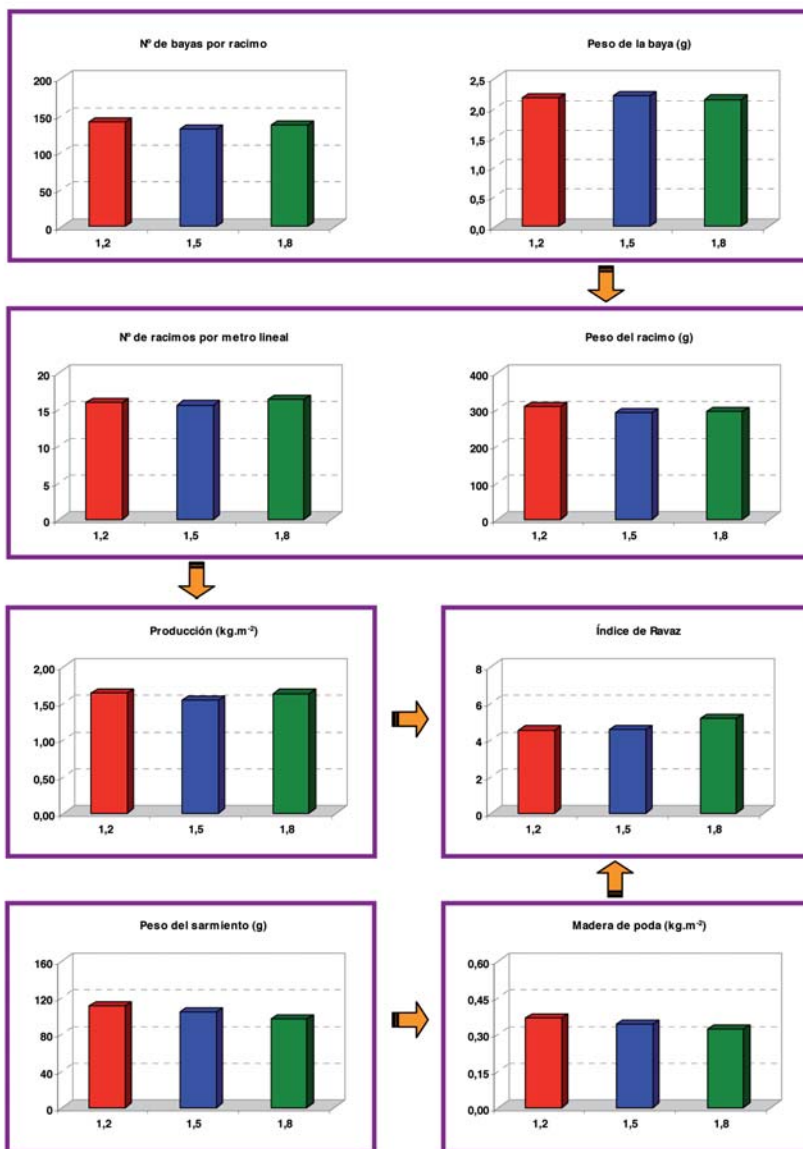 Nº de bayas por racimo
200
150
100
50
0
1,2 1,5 1,8
Peso de la baya (g)
2,5
2,0
1,5
1,0
0,5
0,0
1,2 1,5 1,8
Nº de racimos por metro lineal
20
15
10
5
0
1,2 1,5 1,8
Peso del racimo (g)
400
300
200
100
0
1,2 1,5 1,8
Producción (kg.m⁻²)
2,00
1,50
1,00
0,50
0,00
1,2 1,5 1,8
Índice de Ravaz
8
6
4
2
0
1,2 1,5 1,8
Peso del sarmiento (g)
160
120
80
40
0
1,2 1,5 1,8
Madera de poda (kg.m⁻²)
0,60
0,45
0,30
0,15
0,00
1,2 1,5 1,8